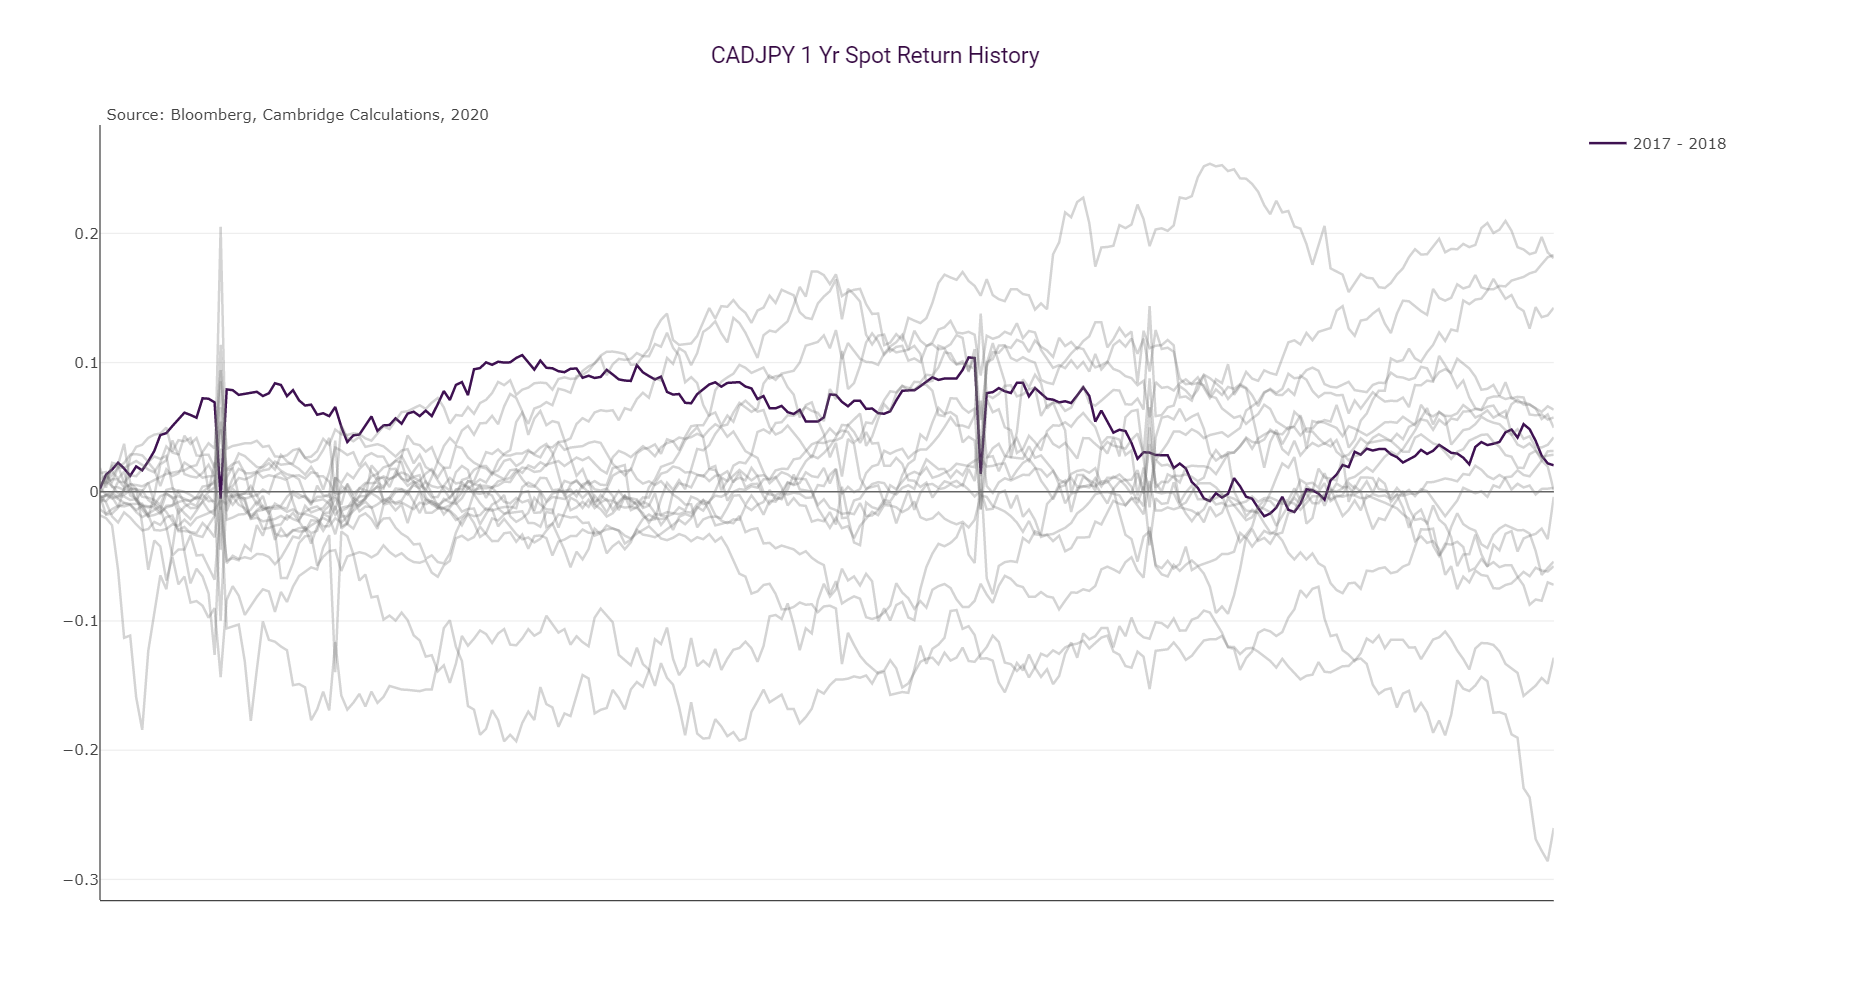 CADJPY 1 Yr Spot Return History
Source: Bloomberg, Cambridge Calculations, 2020
2017 - 2018
0.2
0.1
0
−0.1
−0.2
−0.3